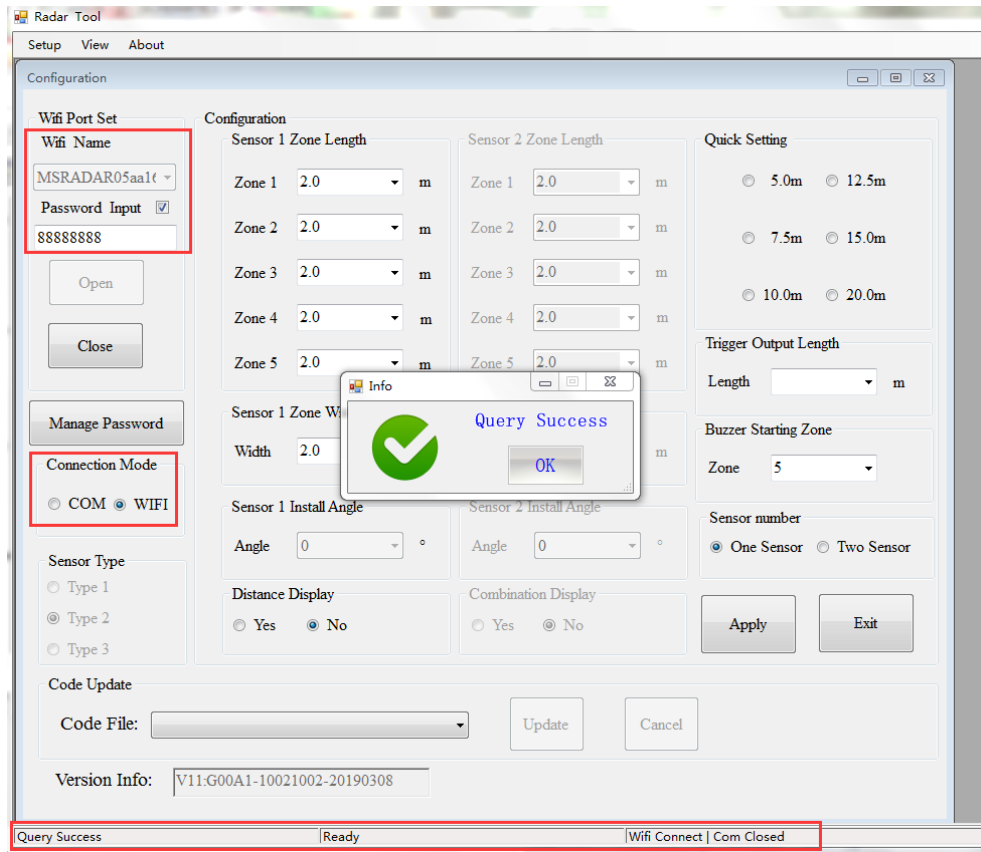 Radar Tool
Setup View About
Configuration
Wifi Port Set
Wifi Name
MSRADAR05aa16
Password Input
88888888
Open
Close
Manage Password
Connection Mode
COM WIFI
Sensor Type
Type 1
Type 2
Type 3
Configuration
Sensor 1 Zone Length
Zone 1 2.0 m
Zone 2 2.0 m
Zone 3 2.0 m
Zone 4 2.0 m
Zone 5 2.0 m
Sensor 2 Zone Length
Zone 1 2.0 m
Zone 2 2.0 m
Zone 3 2.0 m
Zone 4 2.0 m
Zone 5 2.0 m
Quick Setting
5.0m 12.5m
7.5m 15.0m
10.0m 20.0m
Trigger Output Length
Length m
Info
Query Success
OK
Sensor 1 Zone
Width 2.0
m
Buzzer Starting Zone
Zone 5
Sensor 1 Install Angle
Angle 0 °
Sensor 2 Install Angle
Angle 0 °
Sensor number
One Sensor Two Sensor
Distance Display
Yes No
Combination Display
Yes No
Apply Exit
Code Update
Code File:
Update Cancel
Version Info: V11:G00A1-10021002-20190308
Query Success Ready Wifi Connect | Com Closed